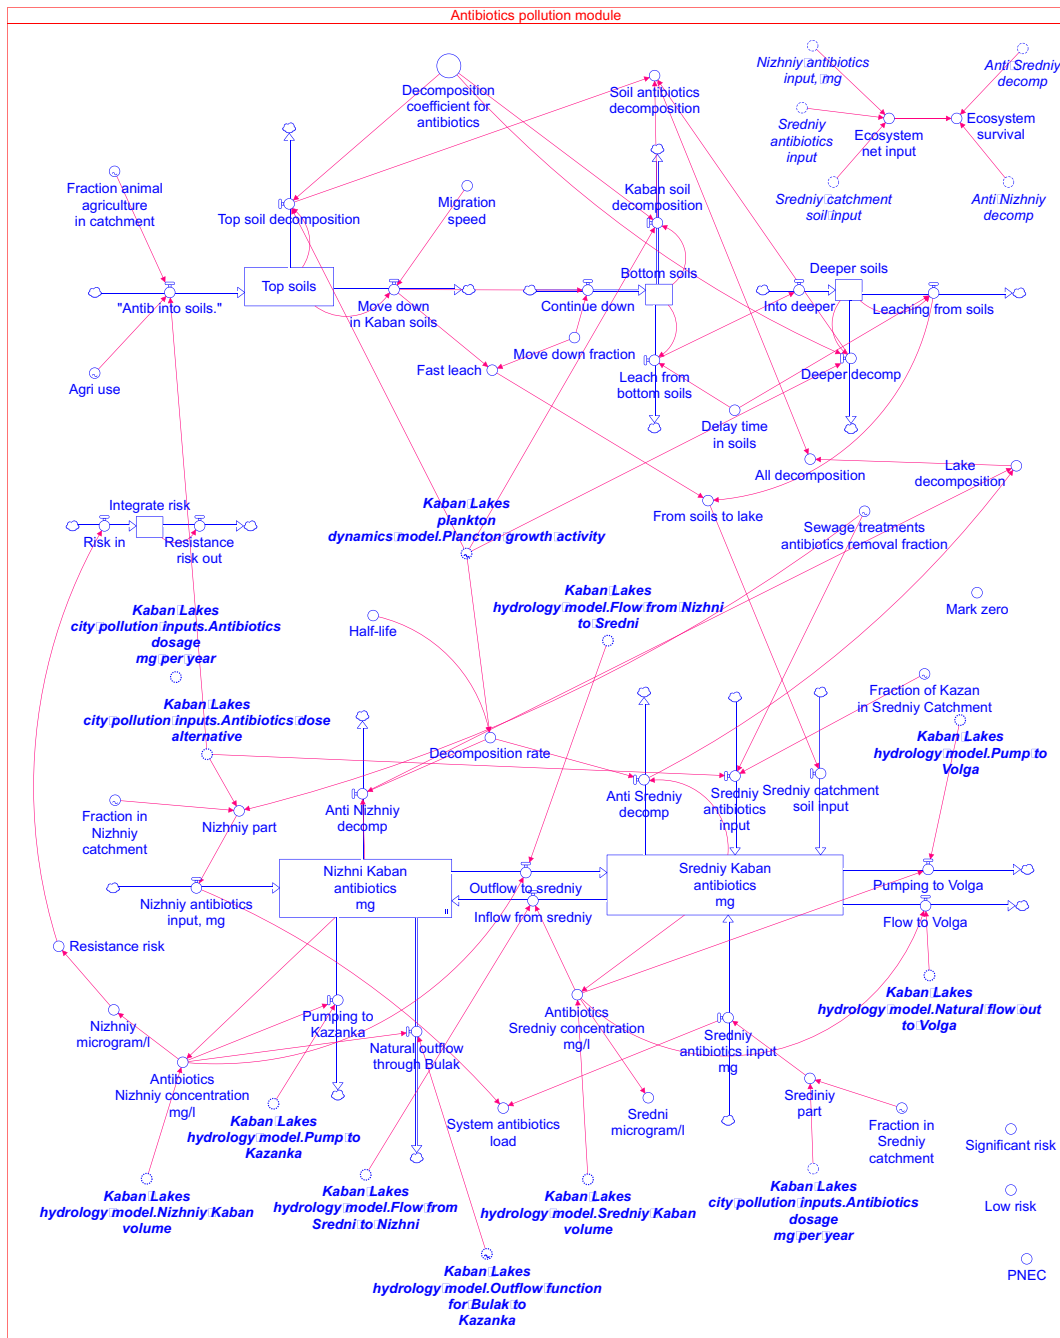 Antibiotics pollution module
Nizhniy antibiotics
input, mg
Anti Sredniy
decomp
Decomposition
coefficient for
antibiotics
Soil antibiotics
decomposition
Sredniy
antibiotics
input
Ecosystem
net input
Ecosystem
survival
Fraction animal
agriculture
in catchment
Top soil decomposition
Migration
speed
Kaban soil
decomposition
Sredniy catchment
soil input
Anti Nizhniy
decomp
Top soils
Bottom soils
Deeper soils
"Antib into soils."
Move down
in Kaban soils
Continue down
Into deeper
Leaching from soils
Agri use
Fast leach
Move down fraction
Leach from
bottom soils
Deeper decomp
Delay time
in soils
All decomposition
Lake
decomposition
Integrate risk
Risk in
Resistance
risk out
Kaban Lakes
plankton
dynamics model.Plancton growth activity
From soils to lake
Sewage treatments
antibiotics removal fraction
Kaban Lakes
city pollution inputs.Antibiotics
dosage
mg per year
Half-life
Kaban Lakes
hydrology model.Flow from Nizhni
to Sredni
Mark zero
Kaban Lakes
city pollution inputs.Antibiotics dose
alternative
Decomposition rate
Fraction of Kazan
in Sredniy Catchment
Kaban Lakes
hydrology model.Pump to
Volga
Fraction in
Nizhniy
catchment
Nizhniy part
Anti Nizhniy
decomp
Anti Sredniy
decomp
Sredniy
antibiotics
input
Sredniy catchment
soil input
Nizhniy antibiotics
input, mg
Nizhni Kaban
antibiotics
mg
Outflow to sredniy
Inflow from sredniy
Sredniy Kaban
antibiotics
mg
Pumping to Volga
Flow to Volga
Resistance risk
Nizhniy
microgram/l
Pumping to
Kazanka
Natural outflow
through Bulak
Antibiotics
Sredniy concentration
mg/l
Sredniy
antibiotics input
mg
Kaban Lakes
hydrology model.Natural flow out
to Volga
Antibiotics
Nizhniy concentration
mg/l
Kaban Lakes
hydrology model.Pump to
Kazanka
System antibiotics
load
Sredni
microgram/l
Srediniy
part
Fraction in
Sredniy
catchment
Significant risk
Kaban Lakes
hydrology model.Nizhniy Kaban
volume
Kaban Lakes
hydrology model.Flow from
Sredni to Nizhni
Kaban Lakes
hydrology model.Sredniy Kaban
volume
Kaban Lakes
city pollution inputs.Antibiotics
dosage
mg per year
Low risk
Kaban Lakes
hydrology model.Outflow function
for Bulak to
Kazanka
PNEC